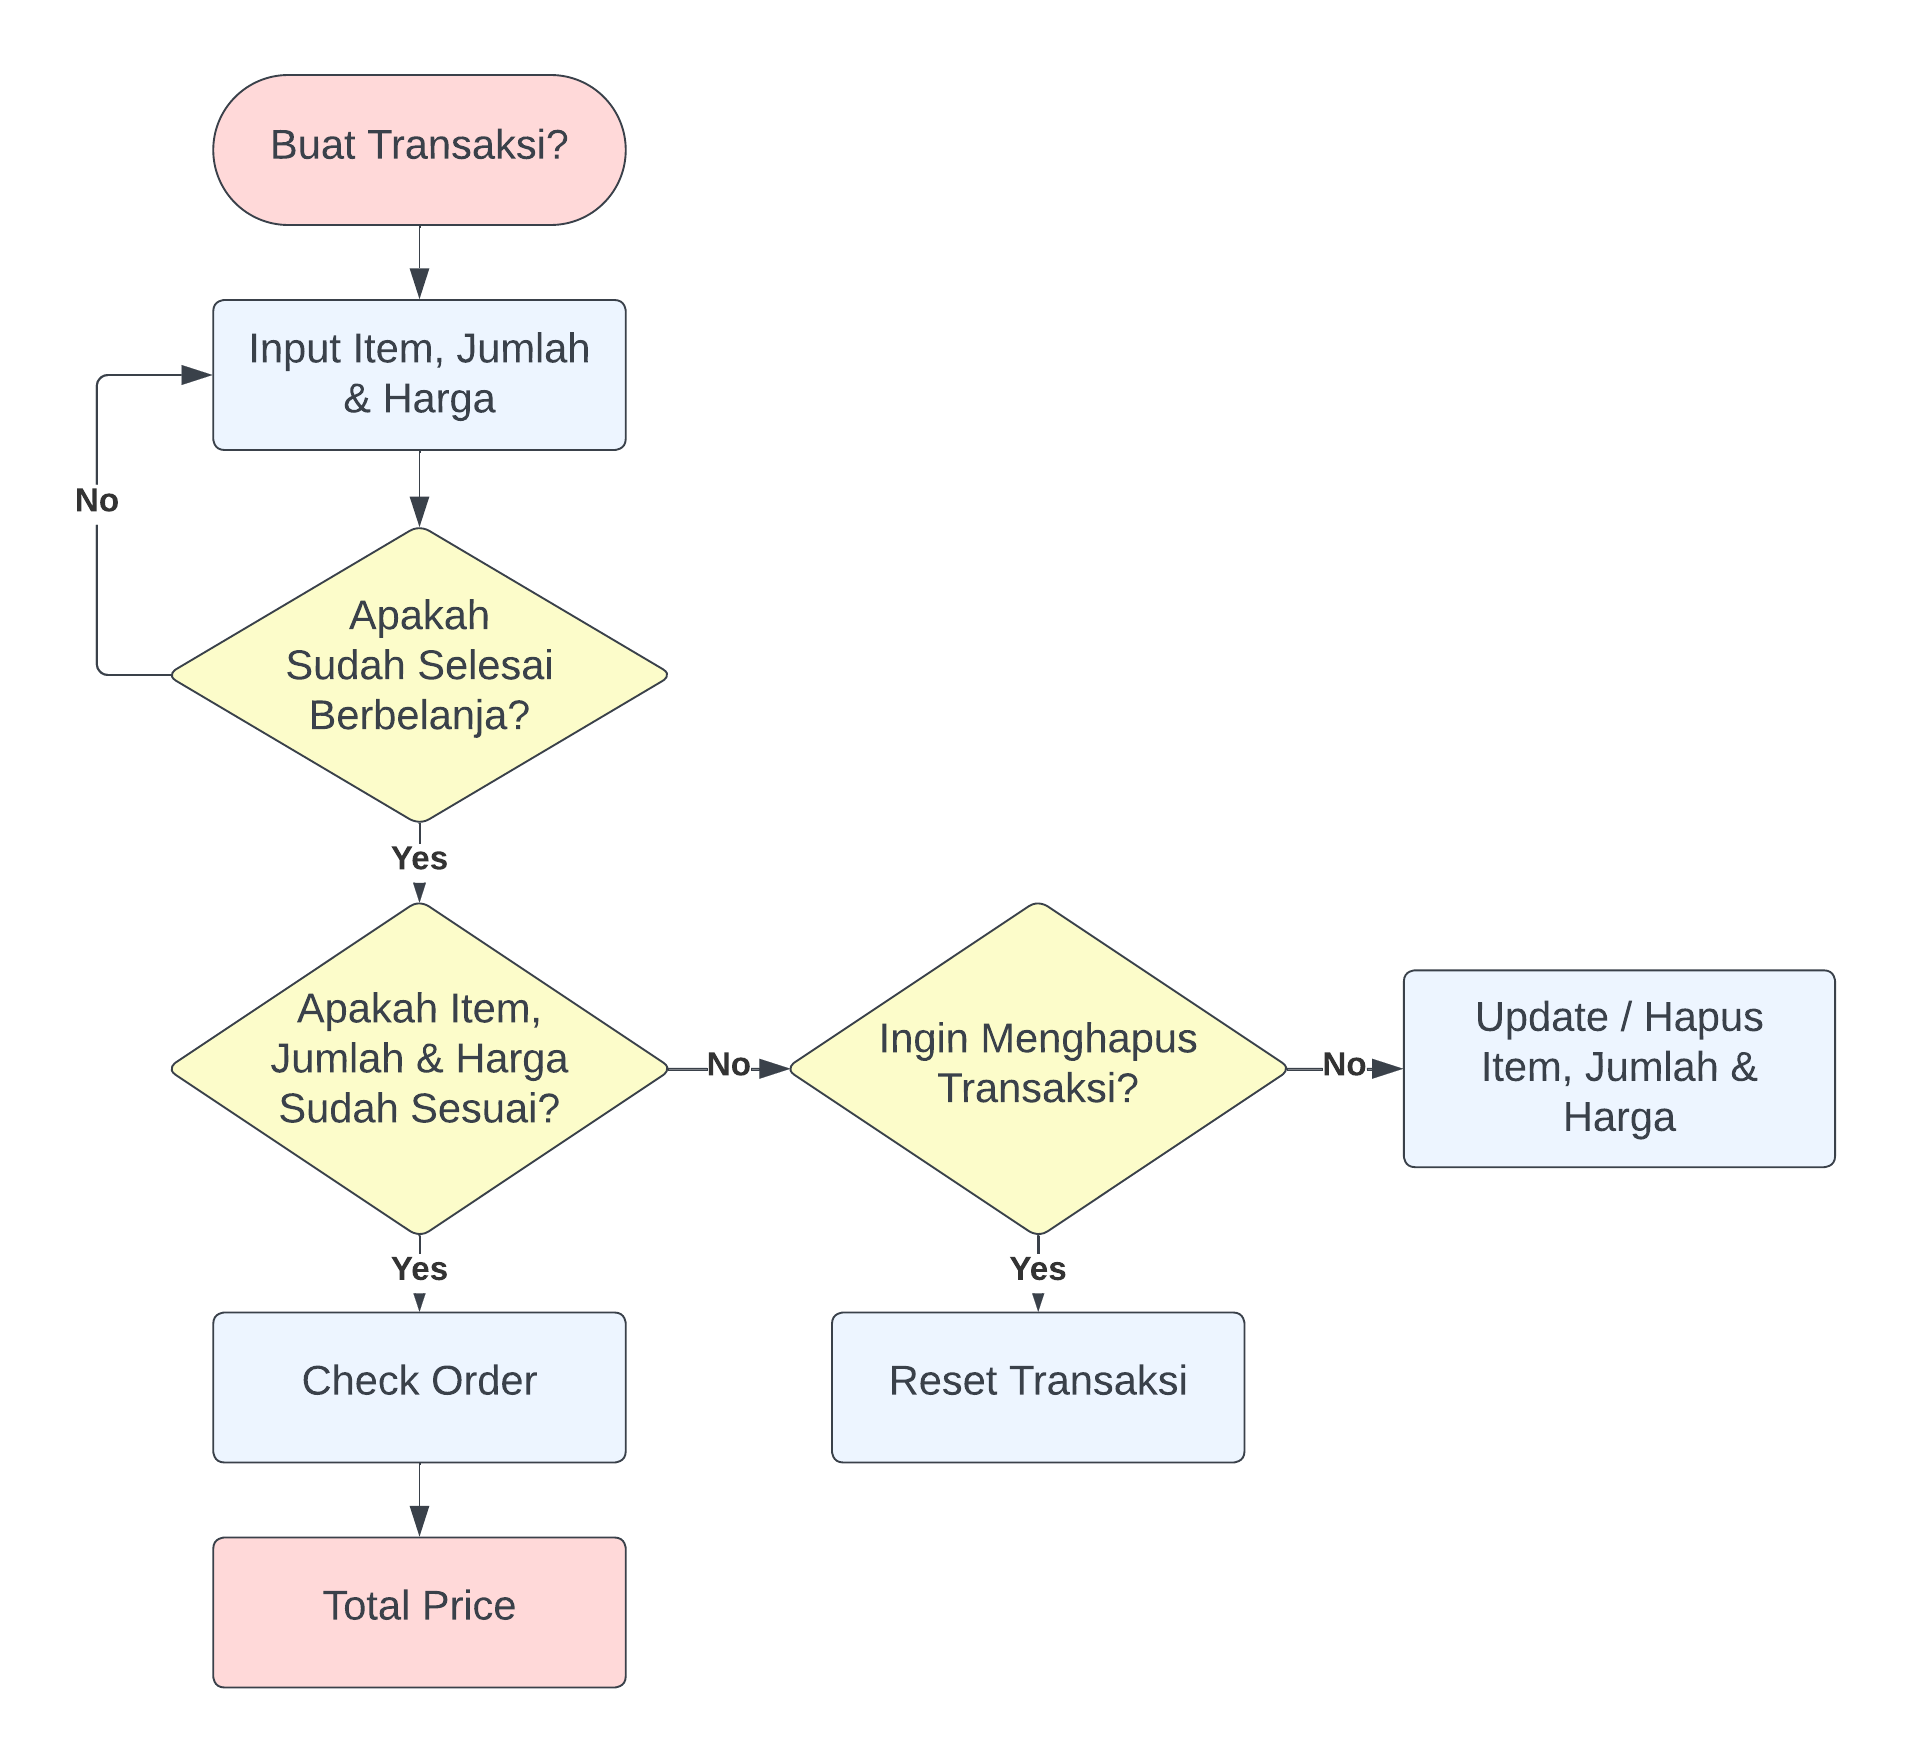 Buat Transaksi?
Input Item, Jumlah
& Harga
No
Apakah
Sudah Selesai
Berbelanja?
Yes
Apakah Item,
Jumlah & Harga
Sudah Sesuai?
No
Ingin Menghapus
Transaksi?
No
Update / Hapus
Item, Jumlah &
Harga
Yes
Yes
Check Order
Reset Transaksi
Total Price